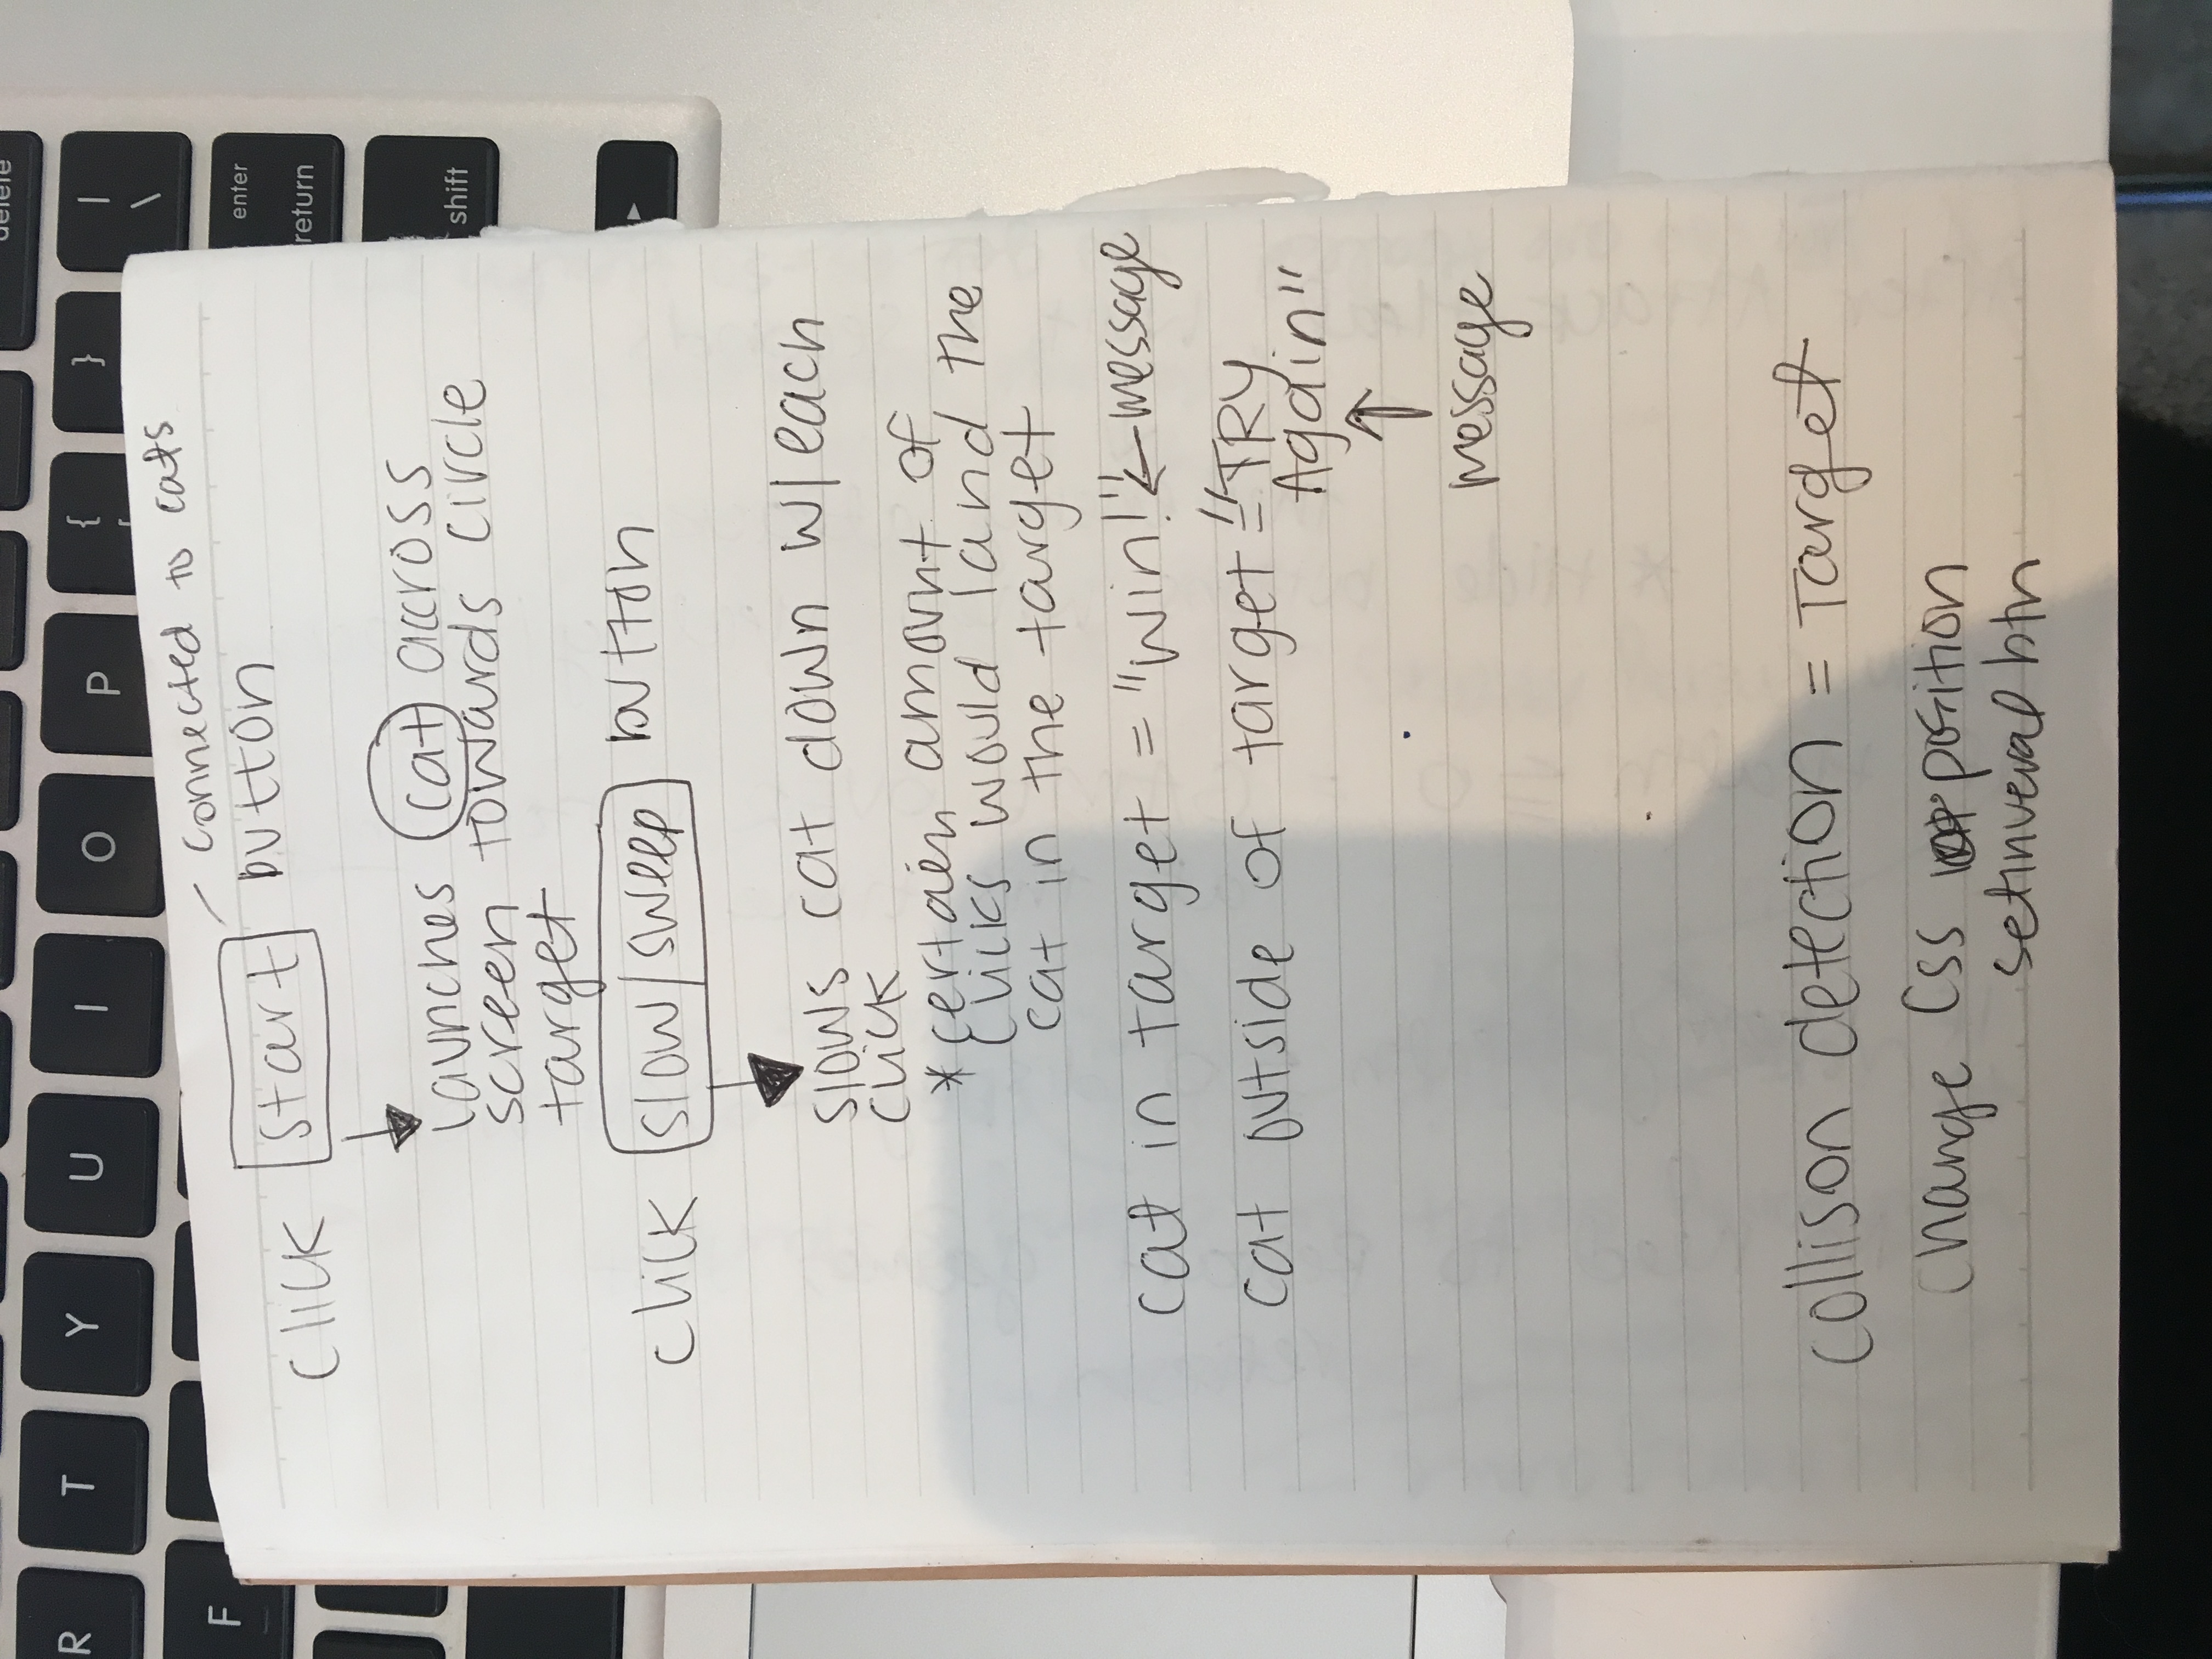 delete
R T Y U I O P { [ } | \
F
enter
return
shift
connected to cats
click start button
launches cat accross
screen towards circle
target
click slow/sweep button
slows cat down w/each
click
*certain amount of
clicks would land the
cat in the target
cat in target = "Win!" ← message
cat outside of target = "TRY
Again"
↑
message
collison detection = Target
change Css position
setinveral btn